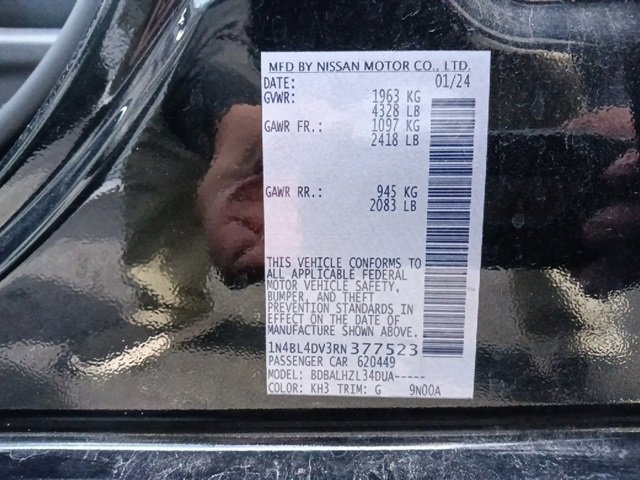 MFD BY NISSAN MOTOR CO., LTD.
DATE: 01/24
GVWR: 1963 KG
4328 LB
GAWR FR.: 1097 KG
2418 LB
GAWR RR.: 945 KG
2083 LB
THIS VEHICLE CONFORMS TO
ALL APPLICABLE FEDERAL
MOTOR VEHICLE SAFETY,
BUMPER, AND THEFT
PREVENTION STANDARDS IN
EFFECT ON THE DATE OF
MANUFACTURE SHOWN ABOVE.
1N4BL4DV3RN377523
PASSENGER CAR 620449
MODEL: BDBALHZL34DUA-----
COLOR: KH3 TRIM: G 9N00A